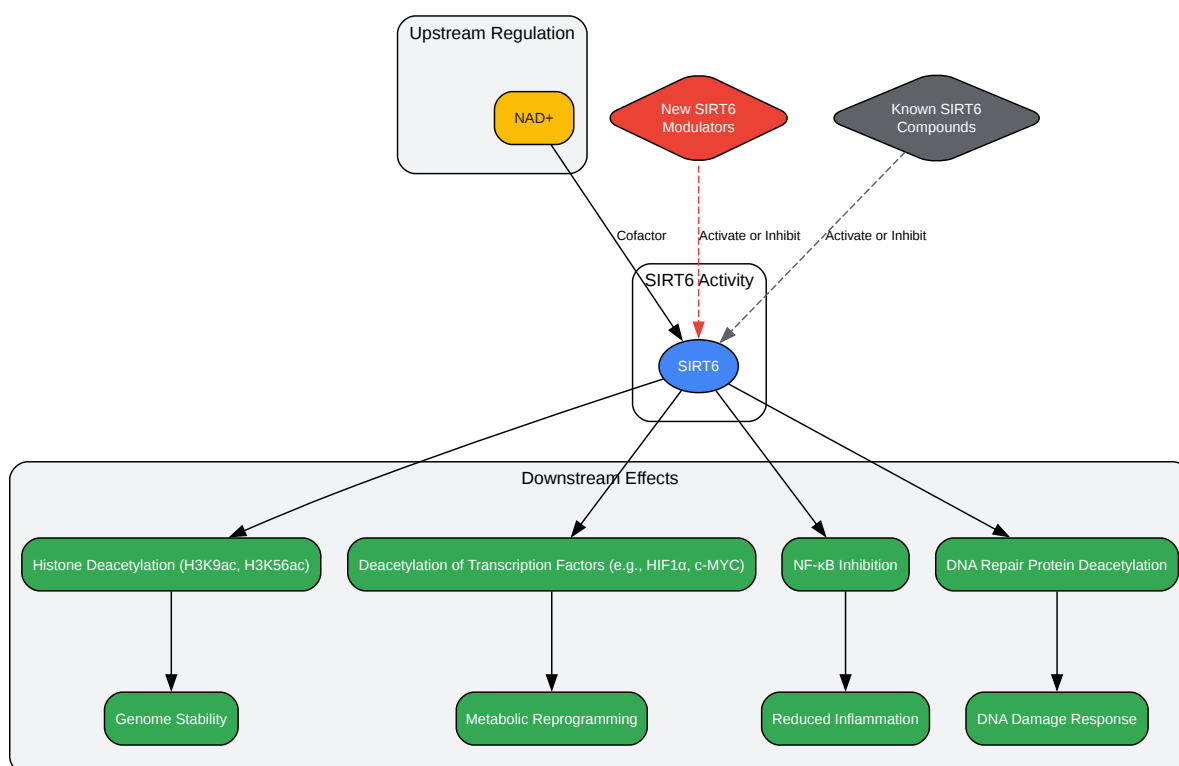 Upstream Regulation
NAD+
New SIRT6
Modulators
Known SIRT6
Compounds
Cofactor
Activate or Inhibit
Activate or Inhibit
SIRT6 Activity
SIRT6
Downstream Effects
Histone Deacetylation (H3K9ac, H3K56ac)
Deacetylation of Transcription Factors (e.g., HIF1α, c-MYC)
NF-κB Inhibition
DNA Repair Protein Deacetylation
Genome Stability
Metabolic Reprogramming
Reduced Inflammation
DNA Damage Response